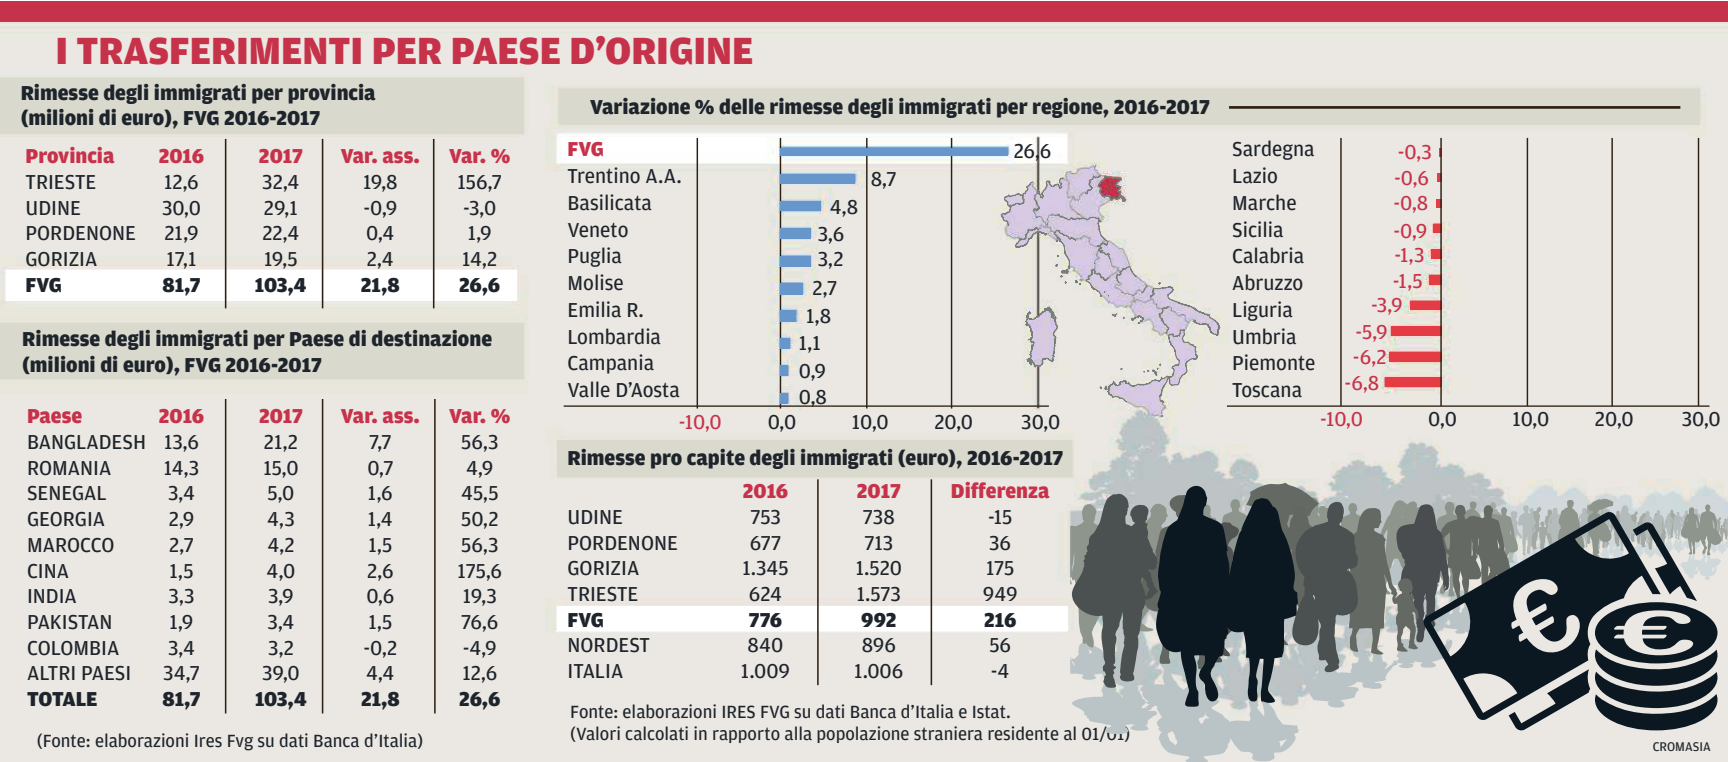 I TRASFERIMENTI PER PAESE D'ORIGINE
Rimesse degli immigrati per provincia
(milioni di euro), FVG 2016-2017
Provincia 2016 2017 Var. ass. Var. %
TRIESTE 12,6 32,4 19,8 156,7
UDINE 30,0 29,1 -0,9 -3,0
PORDENONE 21,9 22,4 0,4 1,9
GORIZIA 17,1 19,5 2,4 14,2
FVG 81,7 103,4 21,8 26,6
Rimesse degli immigrati per Paese di destinazione
(milioni di euro), FVG 2016-2017
Paese 2016 2017 Var. ass. Var. %
BANGLADESH 13,6 21,2 7,7 56,3
ROMANIA 14,3 15,0 0,7 4,9
SENEGAL 3,4 5,0 1,6 45,5
GEORGIA 2,9 4,3 1,4 50,2
MAROCCO 2,7 4,2 1,5 56,3
CINA 1,5 4,0 2,6 175,6
INDIA 3,3 3,9 0,6 19,3
PAKISTAN 1,9 3,4 1,5 76,6
COLOMBIA 3,4 3,2 -0,2 -4,9
ALTRI PAESI 34,7 39,0 4,4 12,6
TOTALE 81,7 103,4 21,8 26,6
(Fonte: elaborazioni Ires Fvg su dati Banca d'Italia)
Variazione % delle rimesse degli immigrati per regione, 2016-2017
FVG 26,6
Trentino A.A. 8,7
Basilicata 4,8
Veneto 3,6
Puglia 3,2
Molise 2,7
Emilia R. 1,8
Lombardia 1,1
Campania 0,9
Valle D'Aosta 0,8
-10,0 0,0 10,0 20,0 30,0
Sardegna -0,3
Lazio -0,6
Marche -0,8
Sicilia -0,9
Calabria -1,3
Abruzzo -1,5
Liguria -3,9
Umbria -5,9
Piemonte -6,2
Toscana -6,8
-10,0 0,0 10,0 20,0 30,0
Rimesse pro capite degli immigrati (euro), 2016-2017
2016 2017 Differenza
UDINE 753 738 -15
PORDENONE 677 713 36
GORIZIA 1.345 1.520 175
TRIESTE 624 1.573 949
FVG 776 992 216
NORDEST 840 896 56
ITALIA 1.009 1.006 -4
Fonte: elaborazioni IRES FVG su dati Banca d'Italia e Istat.
(Valori calcolati in rapporto alla popolazione straniera residente al 01/01)
€
€
CROMASIA